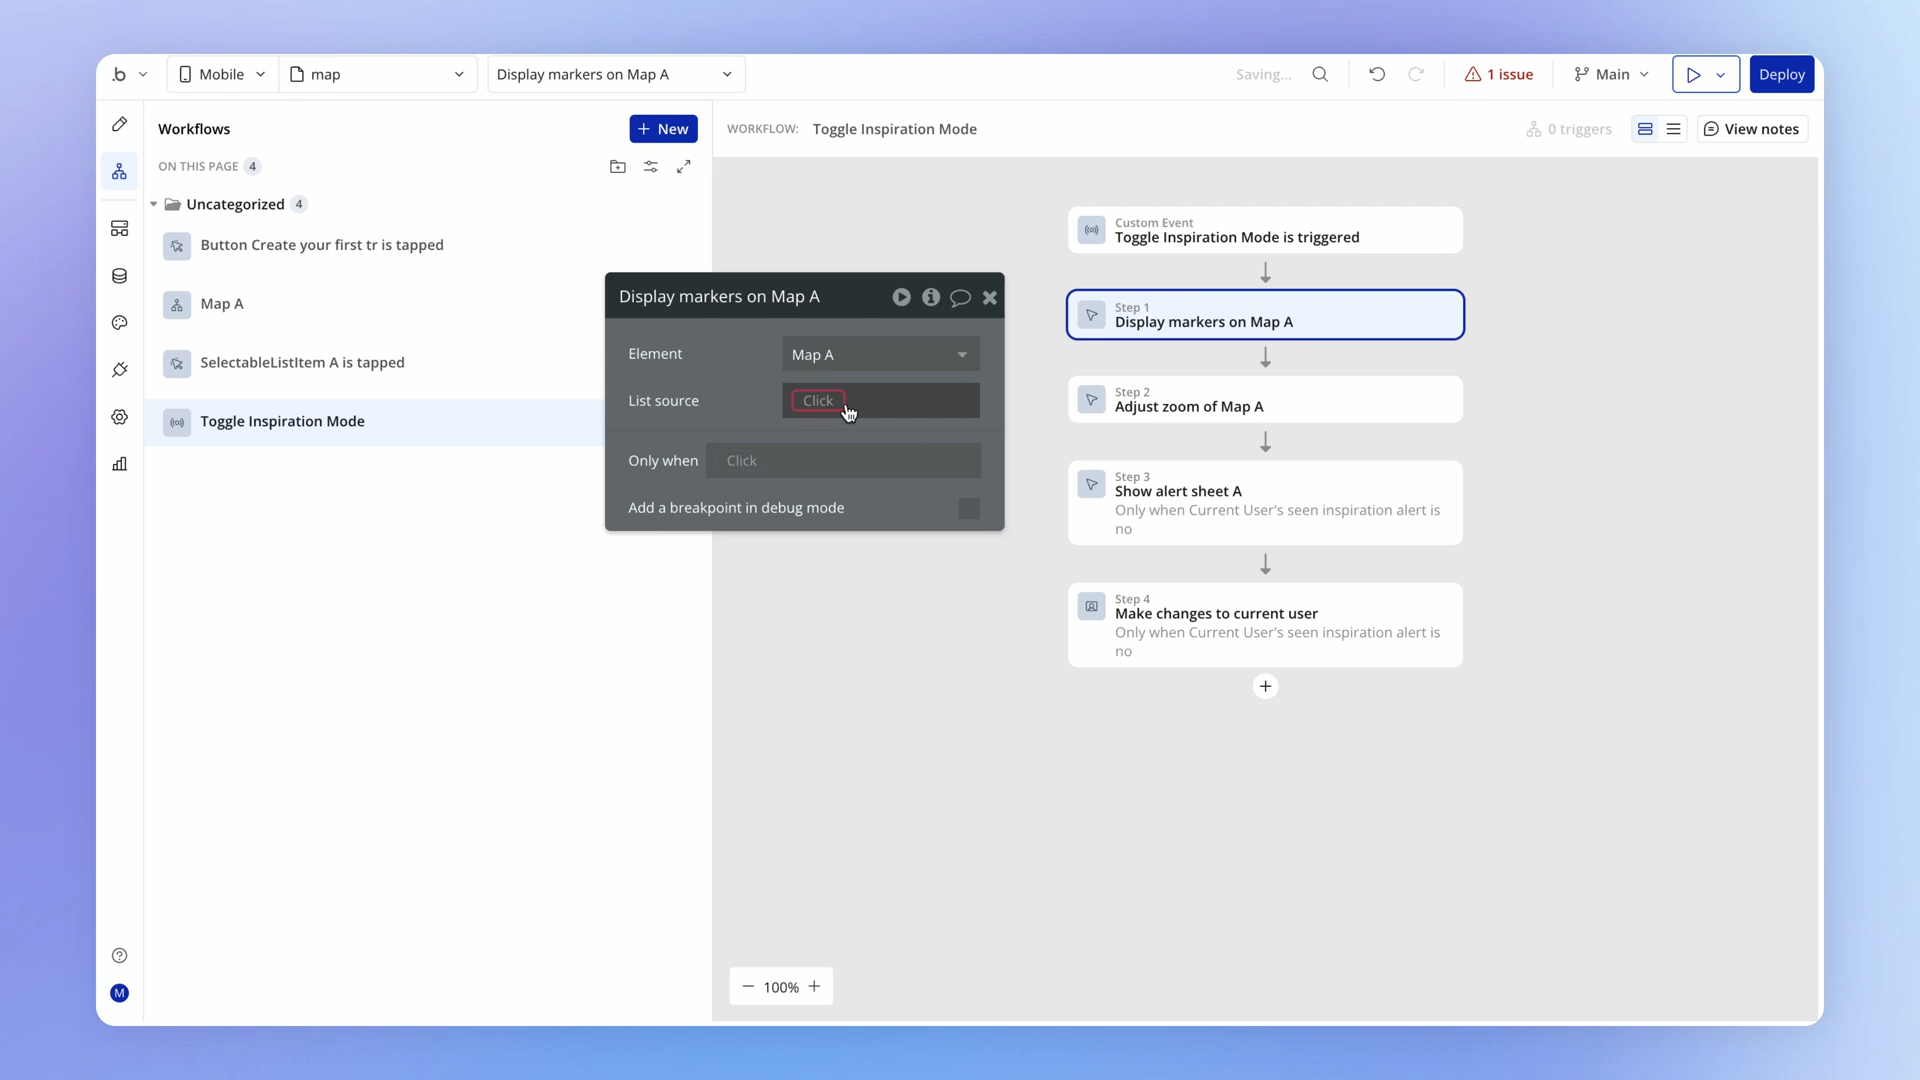 .b
Mobile
map
Display markers on Map A
Saving...
1 issue
Main
Deploy
Workflows
+ New
WORKFLOW:
Toggle Inspiration Mode
0 triggers
View notes
ON THIS PAGE 4
Uncategorized 4
Button Create your first tr is tapped
Map A
SelectableListItem A is tapped
Toggle Inspiration Mode
Display markers on Map A
Element
Map A
List source
Click
Only when
Click
Add a breakpoint in debug mode
Custom Event
Toggle Inspiration Mode is triggered
Step 1
Display markers on Map A
Step 2
Adjust zoom of Map A
Step 3
Show alert sheet A
Only when Current User's seen inspiration alert is
no
Step 4
Make changes to current user
Only when Current User's seen inspiration alert is
no
100%
M